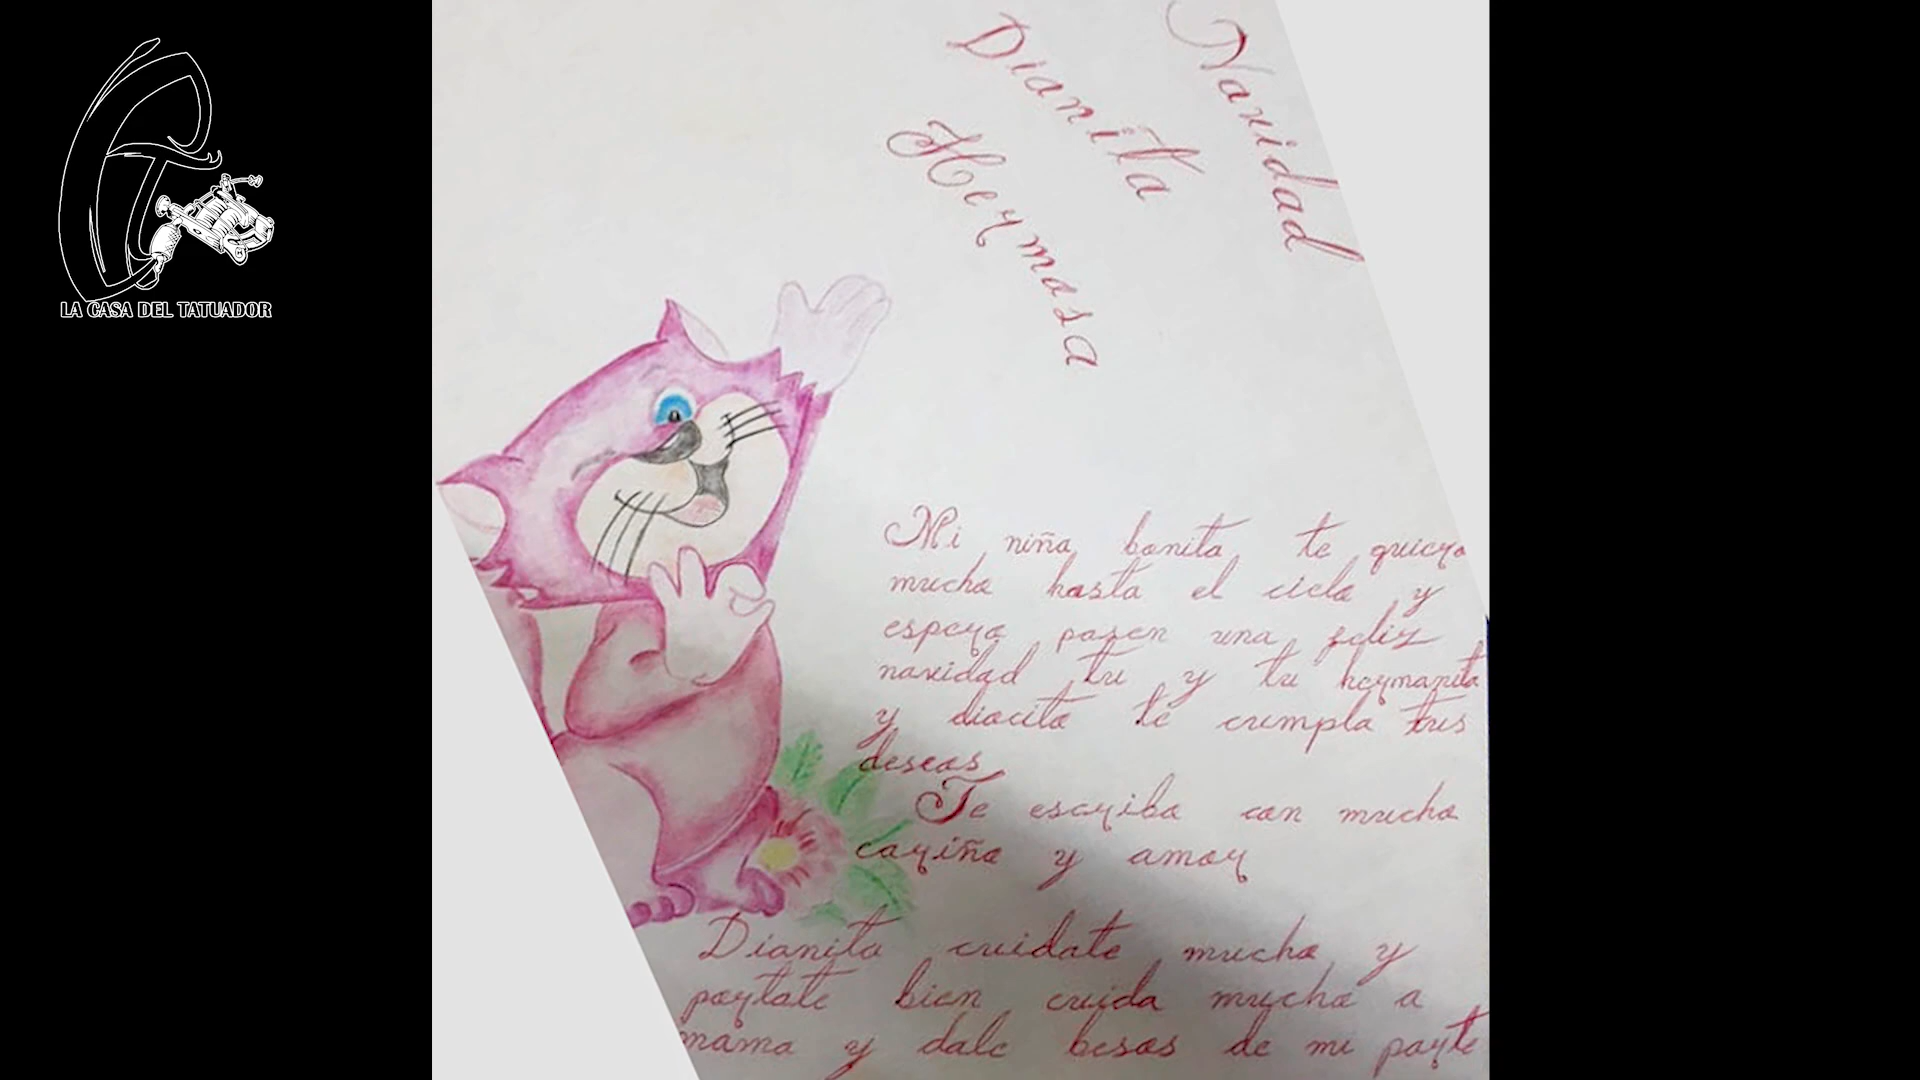 LA CASA DEL TATUADOR
Navidad
Dianita
Hermosa
Mi niña bonita te quiero
mucho hasta el cielo y
espero pasen una feliz
navidad tu y tu hermanita
y diocito te cumpla tus
deseos
Te escribo con mucho
cariño y amor
Dianita cuidate mucho y
portate bien cuida mucho a
mama y dale besos de mi parte